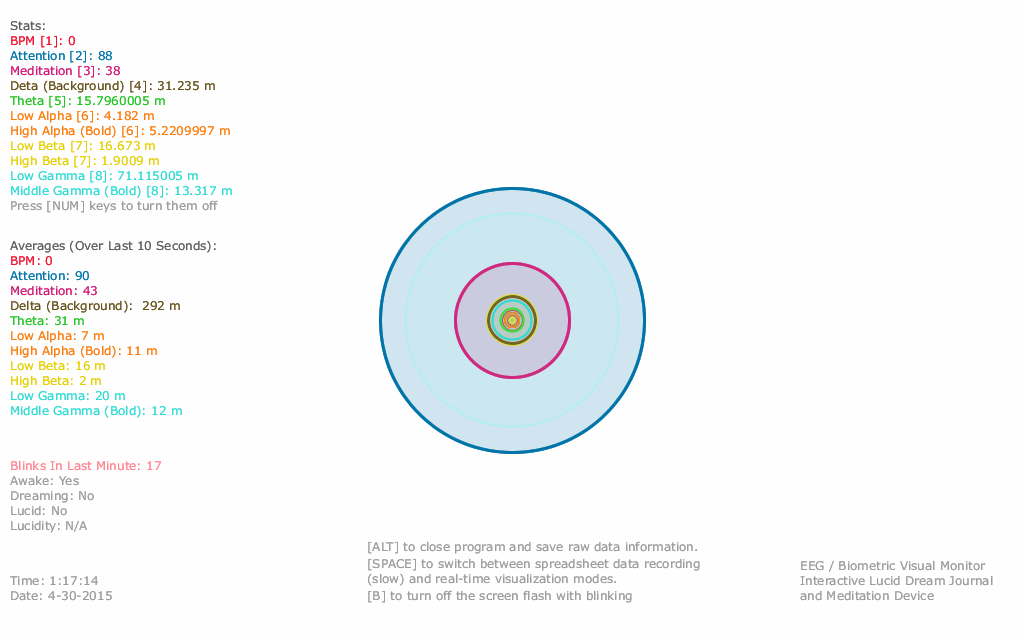 Stats:
BPM [1]: 0
Attention [2]: 88
Meditation [3]: 38
Deta (Background) [4]: 31.235 m
Theta [5]: 15.7960005 m
Low Alpha [6]: 4.182 m
High Alpha (Bold) [6]: 5.2209997 m
Low Beta [7]: 16.673 m
High Beta [7]: 1.9009 m
Low Gamma [8]: 71.115005 m
Middle Gamma (Bold) [8]: 13.317 m
Press [NUM] keys to turn them off
Averages (Over Last 10 Seconds):
BPM: 0
Attention: 90
Meditation: 43
Delta (Background):  292 m
Theta: 31 m
Low Alpha: 7 m
High Alpha (Bold): 11 m
Low Beta: 16 m
High Beta: 2 m
Low Gamma: 20 m
Middle Gamma (Bold): 12 m
Blinks In Last Minute: 17
Awake: Yes
Dreaming: No
Lucid: No
Lucidity: N/A
Time: 1:17:14
Date: 4-30-2015
[ALT] to close program and save raw data information.
[SPACE] to switch between spreadsheet data recording
(slow) and real-time visualization modes.
[B] to turn off the screen flash with blinking
EEG / Biometric Visual Monitor
Interactive Lucid Dream Journal
and Meditation Device